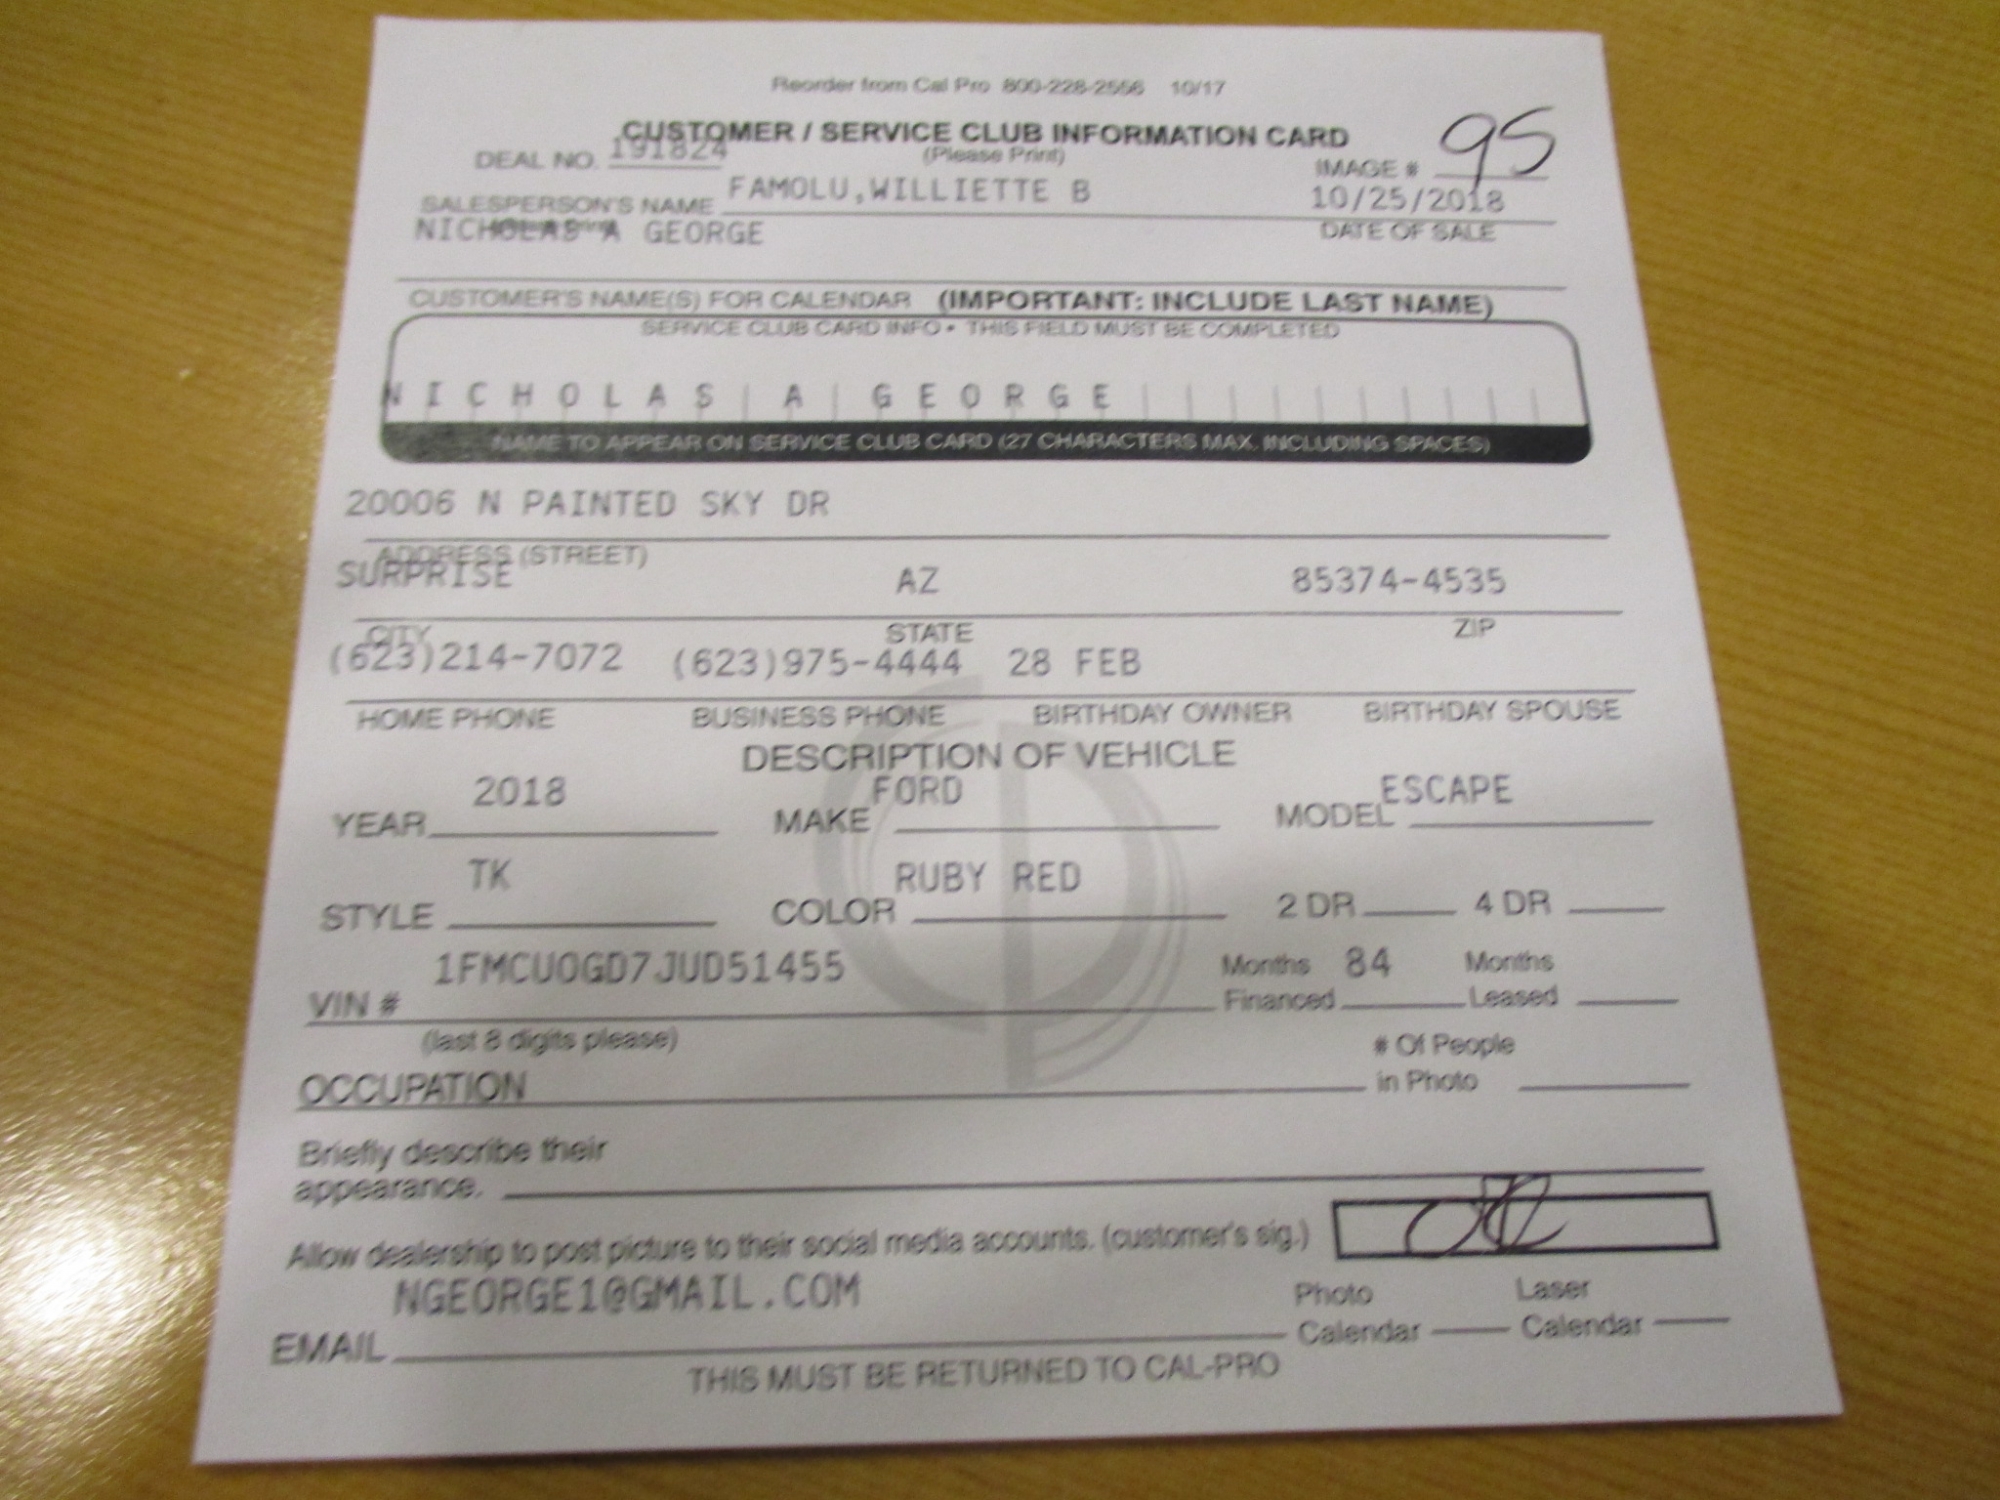 Reorder from Cal Pro 800-228-2556 10/17
CUSTOMER / SERVICE CLUB INFORMATION CARD
(Please Print)
DEAL NO. 191824
IMAGE # 95
SALESPERSON'S NAME FAMOLU,WILLIETTE B
10/25/2018
DATE OF SALE
NICHOLAS A GEORGE
CUSTOMER'S NAME(S) FOR CALENDAR (IMPORTANT: INCLUDE LAST NAME)
SERVICE CLUB CARD INFO • THIS FIELD MUST BE COMPLETED
NICHOLAS A GEORGE
NAME TO APPEAR ON SERVICE CLUB CARD (27 CHARACTERS MAX. INCLUDING SPACES)
20006 N PAINTED SKY DR
ADDRESS (STREET)
SURPRISE AZ 85374-4535
CITY STATE ZIP
(623)214-7072 (623)975-4444 28 FEB
HOME PHONE BUSINESS PHONE BIRTHDAY OWNER BIRTHDAY SPOUSE
DESCRIPTION OF VEHICLE
YEAR 2018 MAKE FORD MODEL ESCAPE
STYLE TK COLOR RUBY RED 2 DR 4 DR
VIN # 1FMCU0GD7JUD51455
(last 8 digits please)
Months Financed 84 Months Leased
OCCUPATION
# Of People in Photo
Briefly describe their
appearance.
Allow dealership to post picture to their social media accounts. (customer's sig.)
NGEORGE1@GMAIL.COM
EMAIL
Photo Calendar Laser Calendar
THIS MUST BE RETURNED TO CAL-PRO